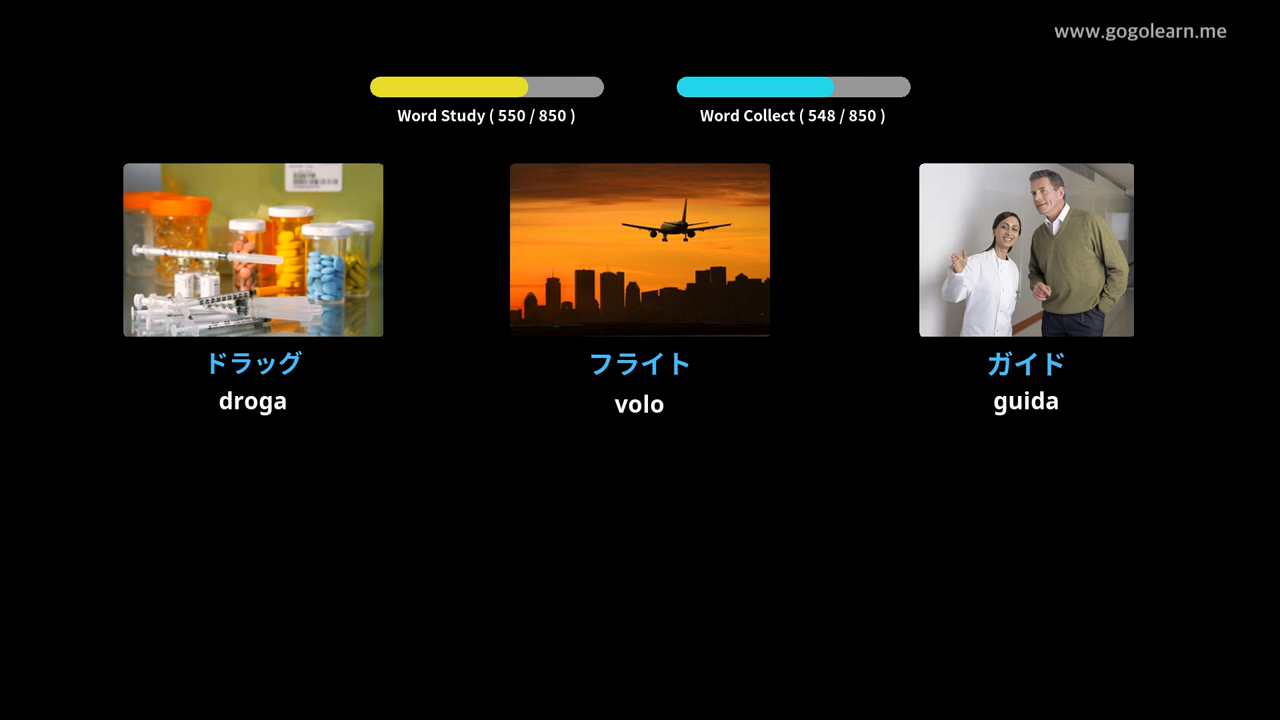 www.gogolearn.me
Word Study ( 550 / 850 )
Word Collect ( 548 / 850 )
ドラッグ
droga
フライト
volo
ガイド
guida